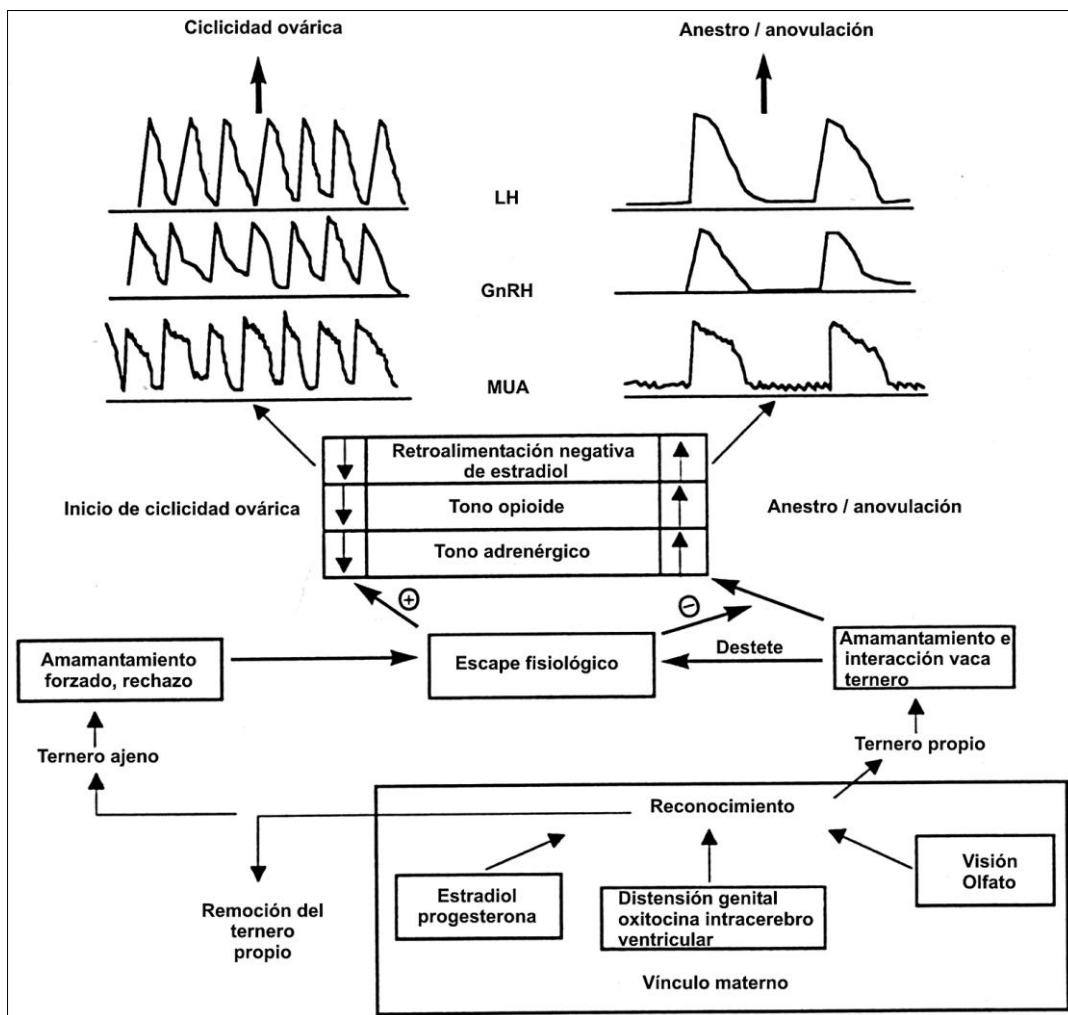 Ciclicidad ovárica
Anestro / anovulación
LH
GnRH
MUA
Retroalimentación negativa
de estradiol
Inicio de ciclicidad ovárica
Tono opioide
Anestro / anovulación
Tono adrenérgico
+
−
Amamantamiento
forzado, rechazo
Escape fisiológico
Destete
Amamantamiento e
interacción vaca
ternero
Ternero ajeno
Ternero propio
Reconocimiento
Remoción del
ternero
propio
Estradiol
progesterona
Distensión genital
oxitocina intracerebro
ventricular
Visión
Olfato
Vínculo materno